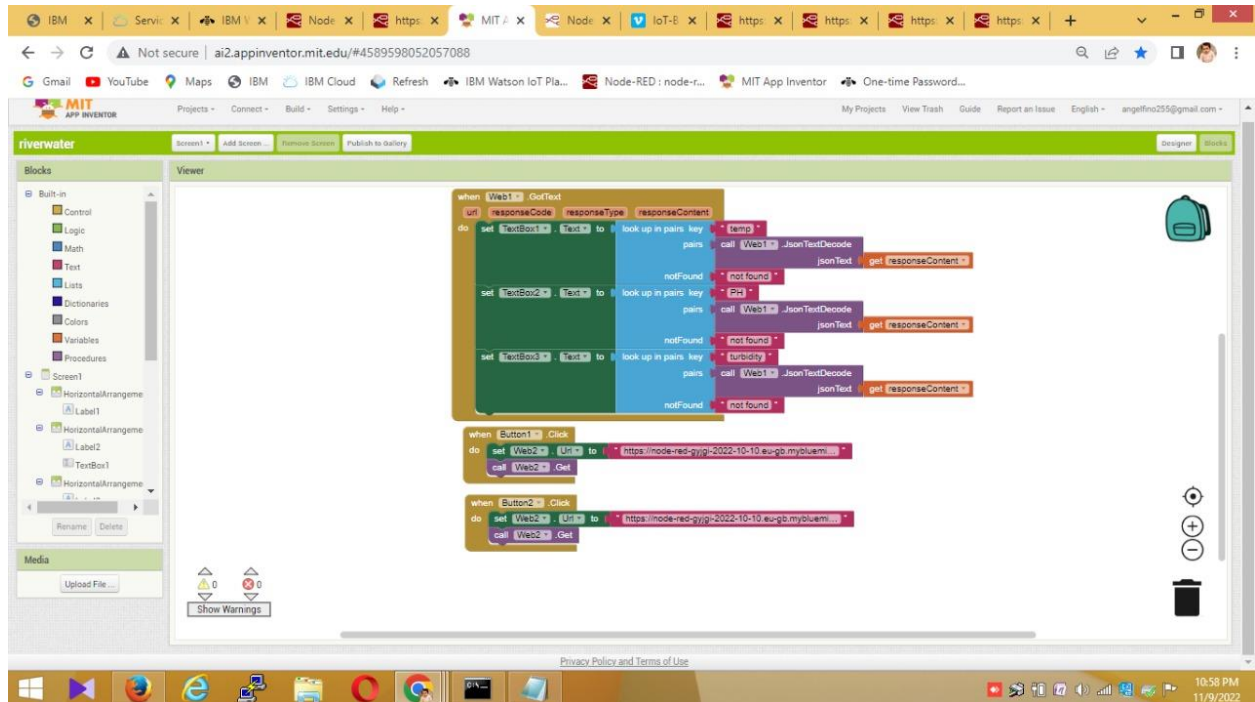 IBM Servic IBM W Node https: MIT A Node IoT-B https: https: https: https:
Not secure | ai2.appinventor.mit.edu/#4589598052057088
Gmail YouTube Maps IBM IBM Cloud Refresh IBM Watson IoT Pla... Node-RED : node-r... MIT App Inventor One-time Password...
MIT APP INVENTOR Projects Connect Build Settings Help My Projects View Trash Guide Report an Issue English angelfino255@gmail.com
riverwater Screen1 Add Screen ... Remove Screen Publish to Gallery Designer Blocks
Blocks Viewer
Built-in
Control
Logic
Math
Text
Lists
Dictionaries
Colors
Variables
Procedures
Screen1
HorizontalArrangeme
Label1
HorizontalArrangeme
Label2
TextBox1
HorizontalArrangeme
Rename Delete
Media
Upload File ...
when Web1 .GotText
url responseCode responseType responseContent
do set TextBox1 . Text to look up in pairs key " temp "
pairs call Web1 .JsonTextDecode
jsonText get responseContent
notFound " not found "
set TextBox2 . Text to look up in pairs key " PH "
pairs call Web1 .JsonTextDecode
jsonText get responseContent
notFound " not found "
set TextBox3 . Text to look up in pairs key " turbidity "
pairs call Web1 .JsonTextDecode
jsonText get responseContent
notFound " not found "
when Button1 .Click
do set Web2 . Url to " https://node-red-gyjgi-2022-10-10.eu-gb.mybluemi... "
call Web2 .Get
when Button2 .Click
do set Web2 . Url to " https://node-red-gyjgi-2022-10-10.eu-gb.mybluemi... "
call Web2 .Get
0 0
Show Warnings
Privacy Policy and Terms of Use
10:58 PM
11/9/2022